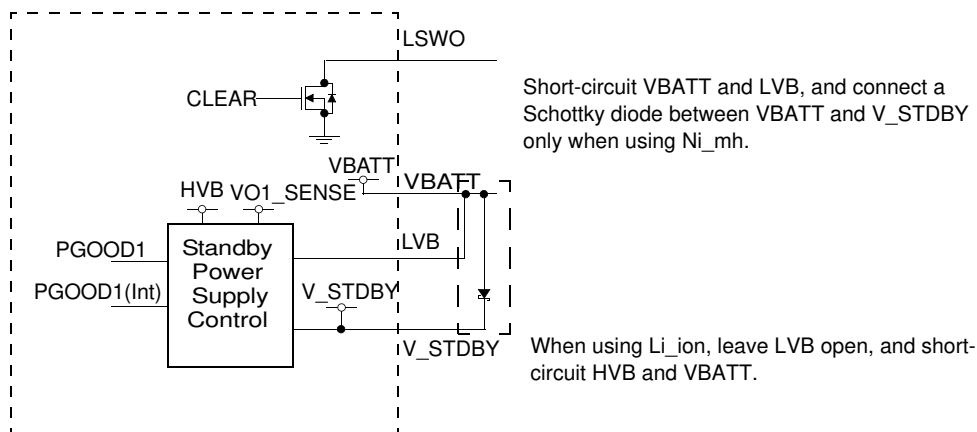 LSWO
CLEAR
Short-circuit VBATT and LVB, and connect a
Schottky diode between VBATT and V_STDBY
only when using Ni_mh.
VBATT
VBATT
HVB
VO1_SENSE
LVB
PGOOD1
Standby
Power
Supply
Control
PGOOD1(Int)
V_STDBY
V_STDBY
When using Li_ion, leave LVB open, and short-
circuit HVB and VBATT.